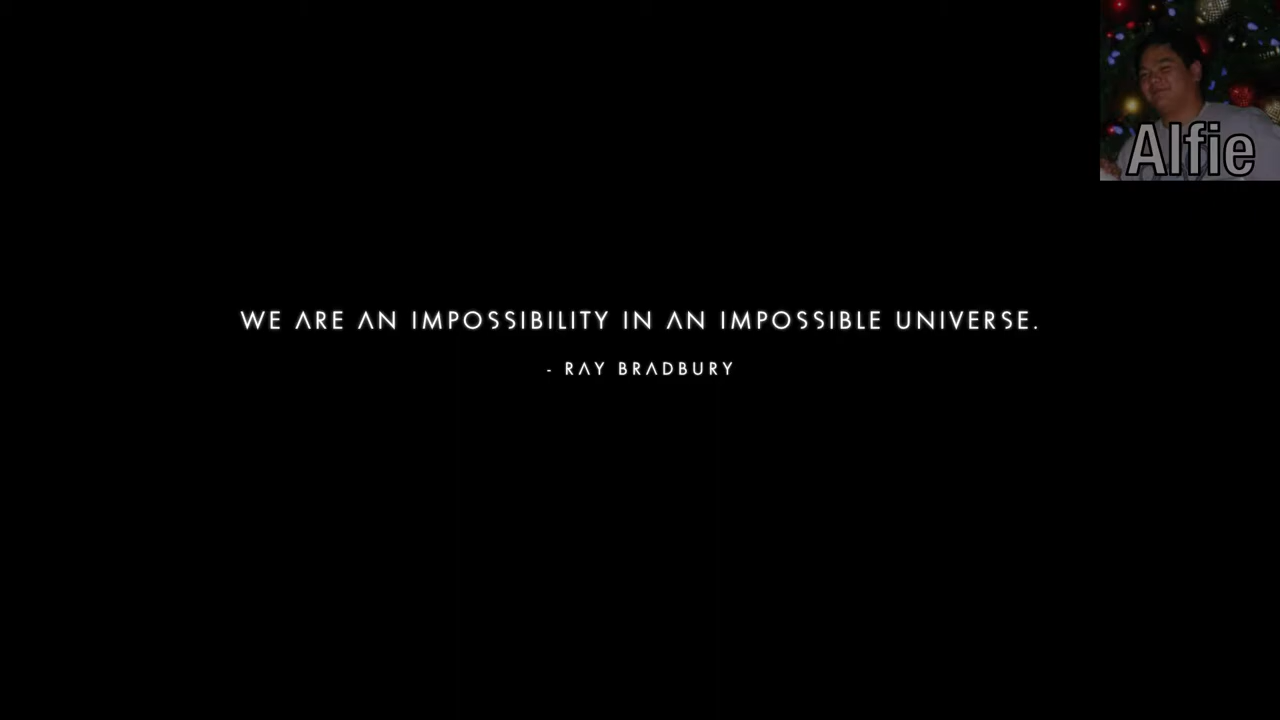 Alfie
WE ARE AN IMPOSSIBILITY IN AN IMPOSSIBLE UNIVERSE.
- RAY BRADBURY